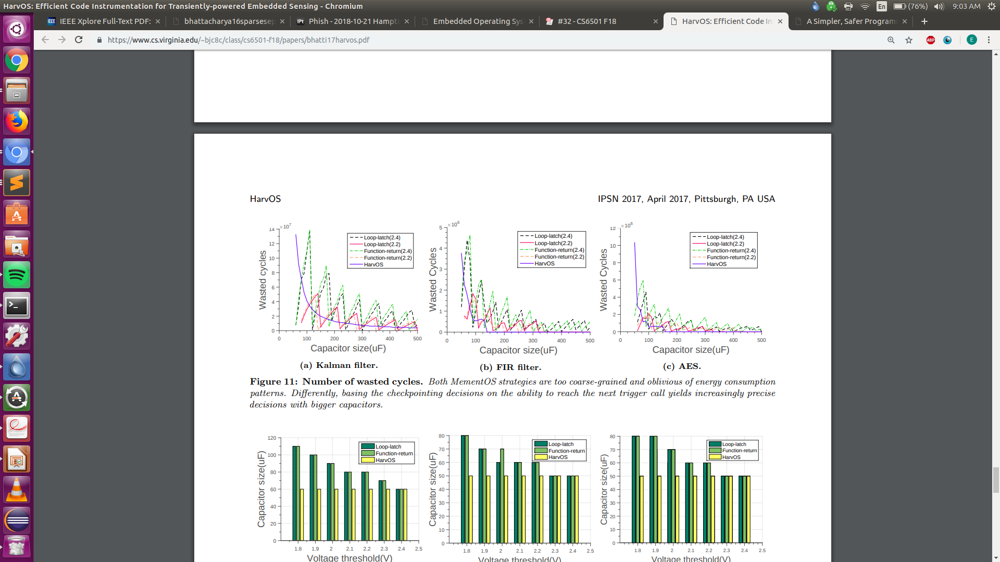 HarvOS: Efficient Code Instrumentation for Transiently-powered Embedded Sensing - Chromium
En
(76%)
9:03 AM
IEEE IEEE Xplore Full-Text PDF:
bhattacharya16sparsesep
iPt Phish - 2018-10-21 Hampt
Embedded Operating Sys
#32 - CS6501 F18
HarvOS: Efficient Code In
A Simpler, Safer Program
https://www.cs.virginia.edu/~bjc8c/class/cs6501-f18/papers/bhatti17harvos.pdf
ABP
E
HarvOS
IPSN 2017, April 2017, Pittsburgh, PA USA
×10^7
14
12
10
8
6
4
2
0
Wasted cycles
Loop-latch(2.4)
Loop-latch(2.2)
Function-return(2.4)
Function-return(2.2)
HarvOS
0 100 200 300 400 500
Capacitor size(uF)
(a) Kalman filter.
×10^6
5
4
3
2
1
0
Wasted Cycles
Loop-latch(2.4)
Loop-latch(2.2)
Function-return(2.4)
Function-return(2.2)
HarvOS
0 100 200 300 400 500
Capacitor size(uF)
(b) FIR filter.
×10^6
12
10
8
6
4
2
0
Wasted Cycles
Loop-latch(2.4)
Loop-latch(2.2)
Function-return(2.4)
Function-return(2.2)
HarvOS
0 100 200 300 400 500
Capacitor size(uF)
(c) AES.
Figure 11: Number of wasted cycles. Both MementOS strategies are too coarse-grained and oblivious of energy consumption
patterns. Differently, basing the checkpointing decisions on the ability to reach the next trigger call yields increasingly precise
decisions with bigger capacitors.
120
100
80
60
40
20
0
Capacitor size(uF)
Loop-latch
Function-return
HarvOS
1.8 1.9 2 2.1 2.2 2.3 2.4 2.5
Voltage threshold(V)
80
70
60
50
40
30
20
10
0
Capacitor size(uF)
Loop-latch
Function-return
HarvOS
1.8 1.9 2 2.1 2.2 2.3 2.4 2.5
Voltage threshold(V)
80
70
60
50
40
30
20
10
0
Capacitor size(uF)
Loop-latch
Function-return
HarvOS
1.8 1.9 2 2.1 2.2 2.3 2.4 2.5
Voltage threshold(V)